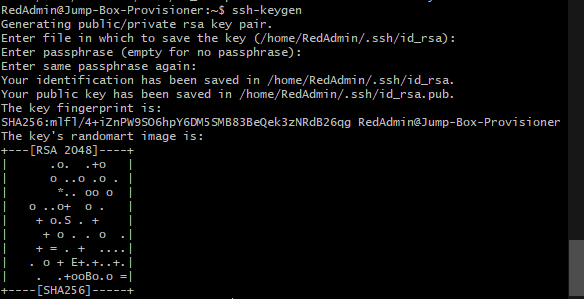 RedAdmin@Jump-Box-Provisioner:~$ ssh-keygen
Generating public/private rsa key pair.
Enter file in which to save the key (/home/RedAdmin/.ssh/id_rsa):
Enter passphrase (empty for no passphrase):
Enter same passphrase again:
Your identification has been saved in /home/RedAdmin/.ssh/id_rsa.
Your public key has been saved in /home/RedAdmin/.ssh/id_rsa.pub.
The key fingerprint is:
SHA256:mlfl/4+iZnPW9SO6hpY6DM5SMB83BeQek3zNRdB26qg RedAdmin@Jump-Box-Provisioner
The key's randomart image is:
+---[RSA 2048]----+
|      .o.  .+o   |
|      o ..o .o . |
|       *.. oo o  |
|   o ..o+  o .   |
|    + o.S . +    |
|     + o . . o  .|
|    + = . +  ....|
|   . o + E+.+..+.|
|    .  .+ooBo.o =|
+----[SHA256]-----+